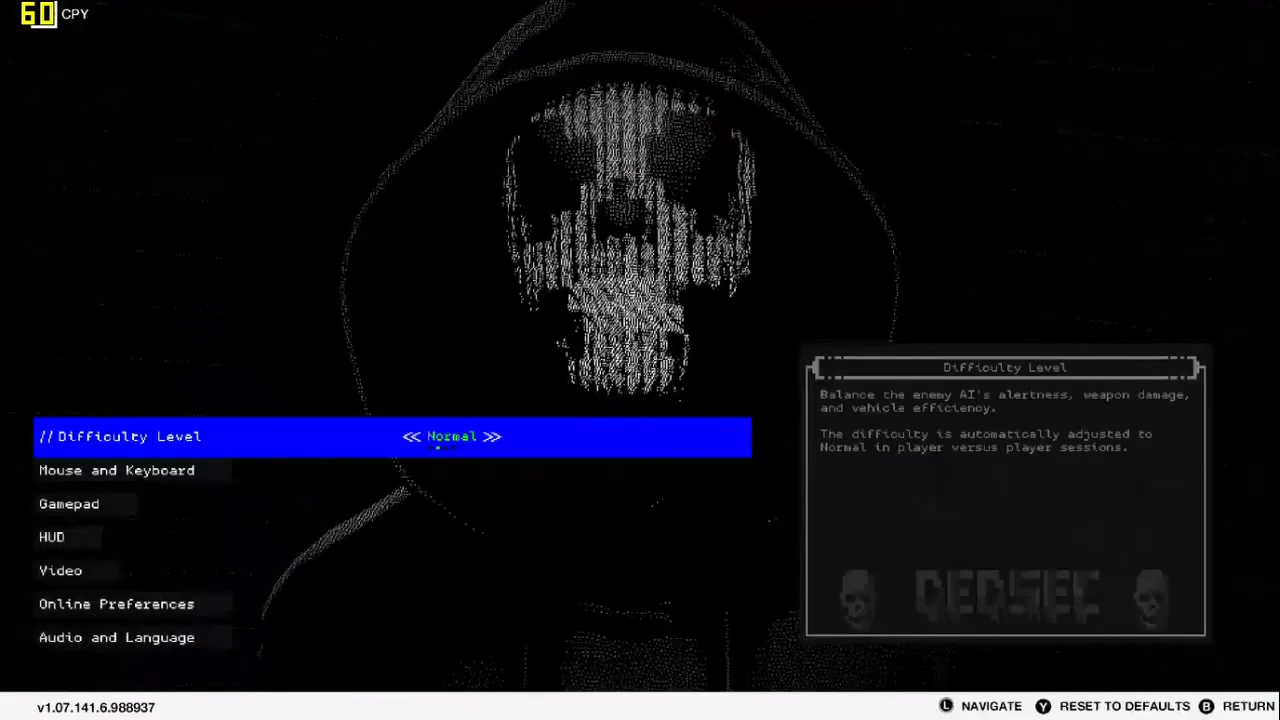 60 CPY
//Difficulty Level << Normal >>
Mouse and Keyboard
Gamepad
HUD
Video
Online Preferences
Audio and Language
Difficulty Level
Balance the enemy AI's alertness, weapon damage,
and vehicle efficiency.
The difficulty is automatically adjusted to
Normal in player versus player sessions.
DEDSEC
v1.07.141.6.988937
L NAVIGATE Y RESET TO DEFAULTS B RETURN